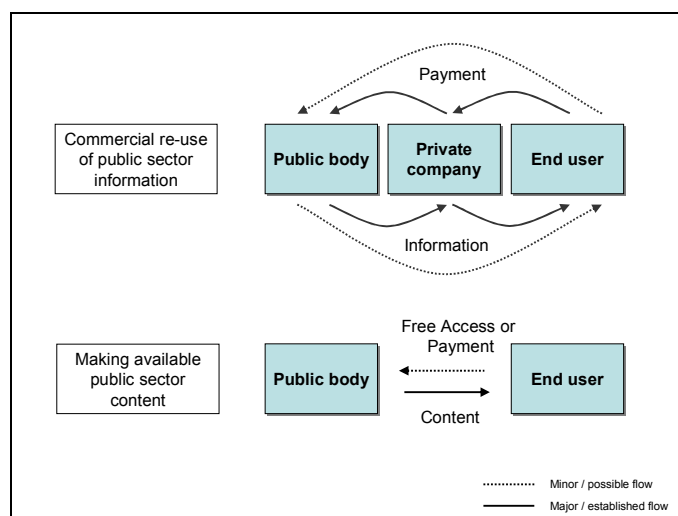 Payment
Commercial re-use
of public sector
information
Public body
Private
company
End user
Information
Making available
public sector
content
Public body
Free Access or
Payment
Content
End user
Minor / possible flow
Major / established flow